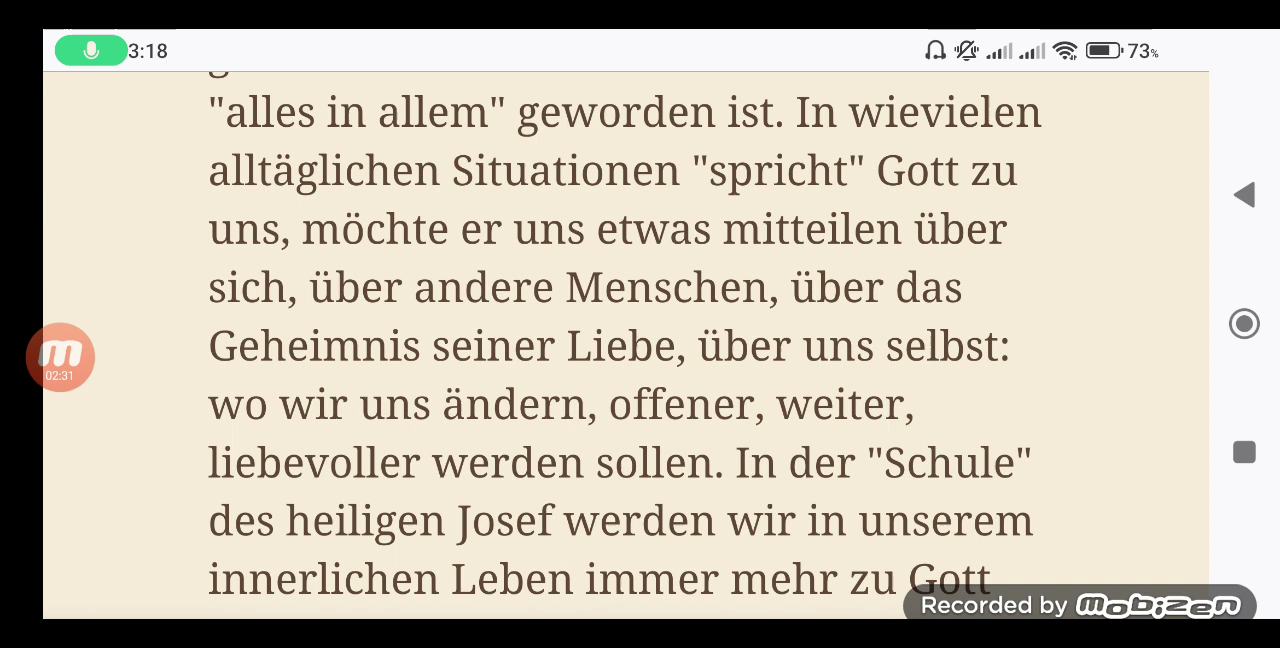 3:18
73%
"alles in allem" geworden ist. In wievielen
alltäglichen Situationen "spricht" Gott zu
uns, möchte er uns etwas mitteilen über
sich, über andere Menschen, über das
Geheimnis seiner Liebe, über uns selbst:
m
02:31
wo wir uns ändern, offener, weiter,
liebevoller werden sollen. In der "Schule"
des heiligen Josef werden wir in unserem
innerlichen Leben immer mehr zu Gott
Recorded by mobizen